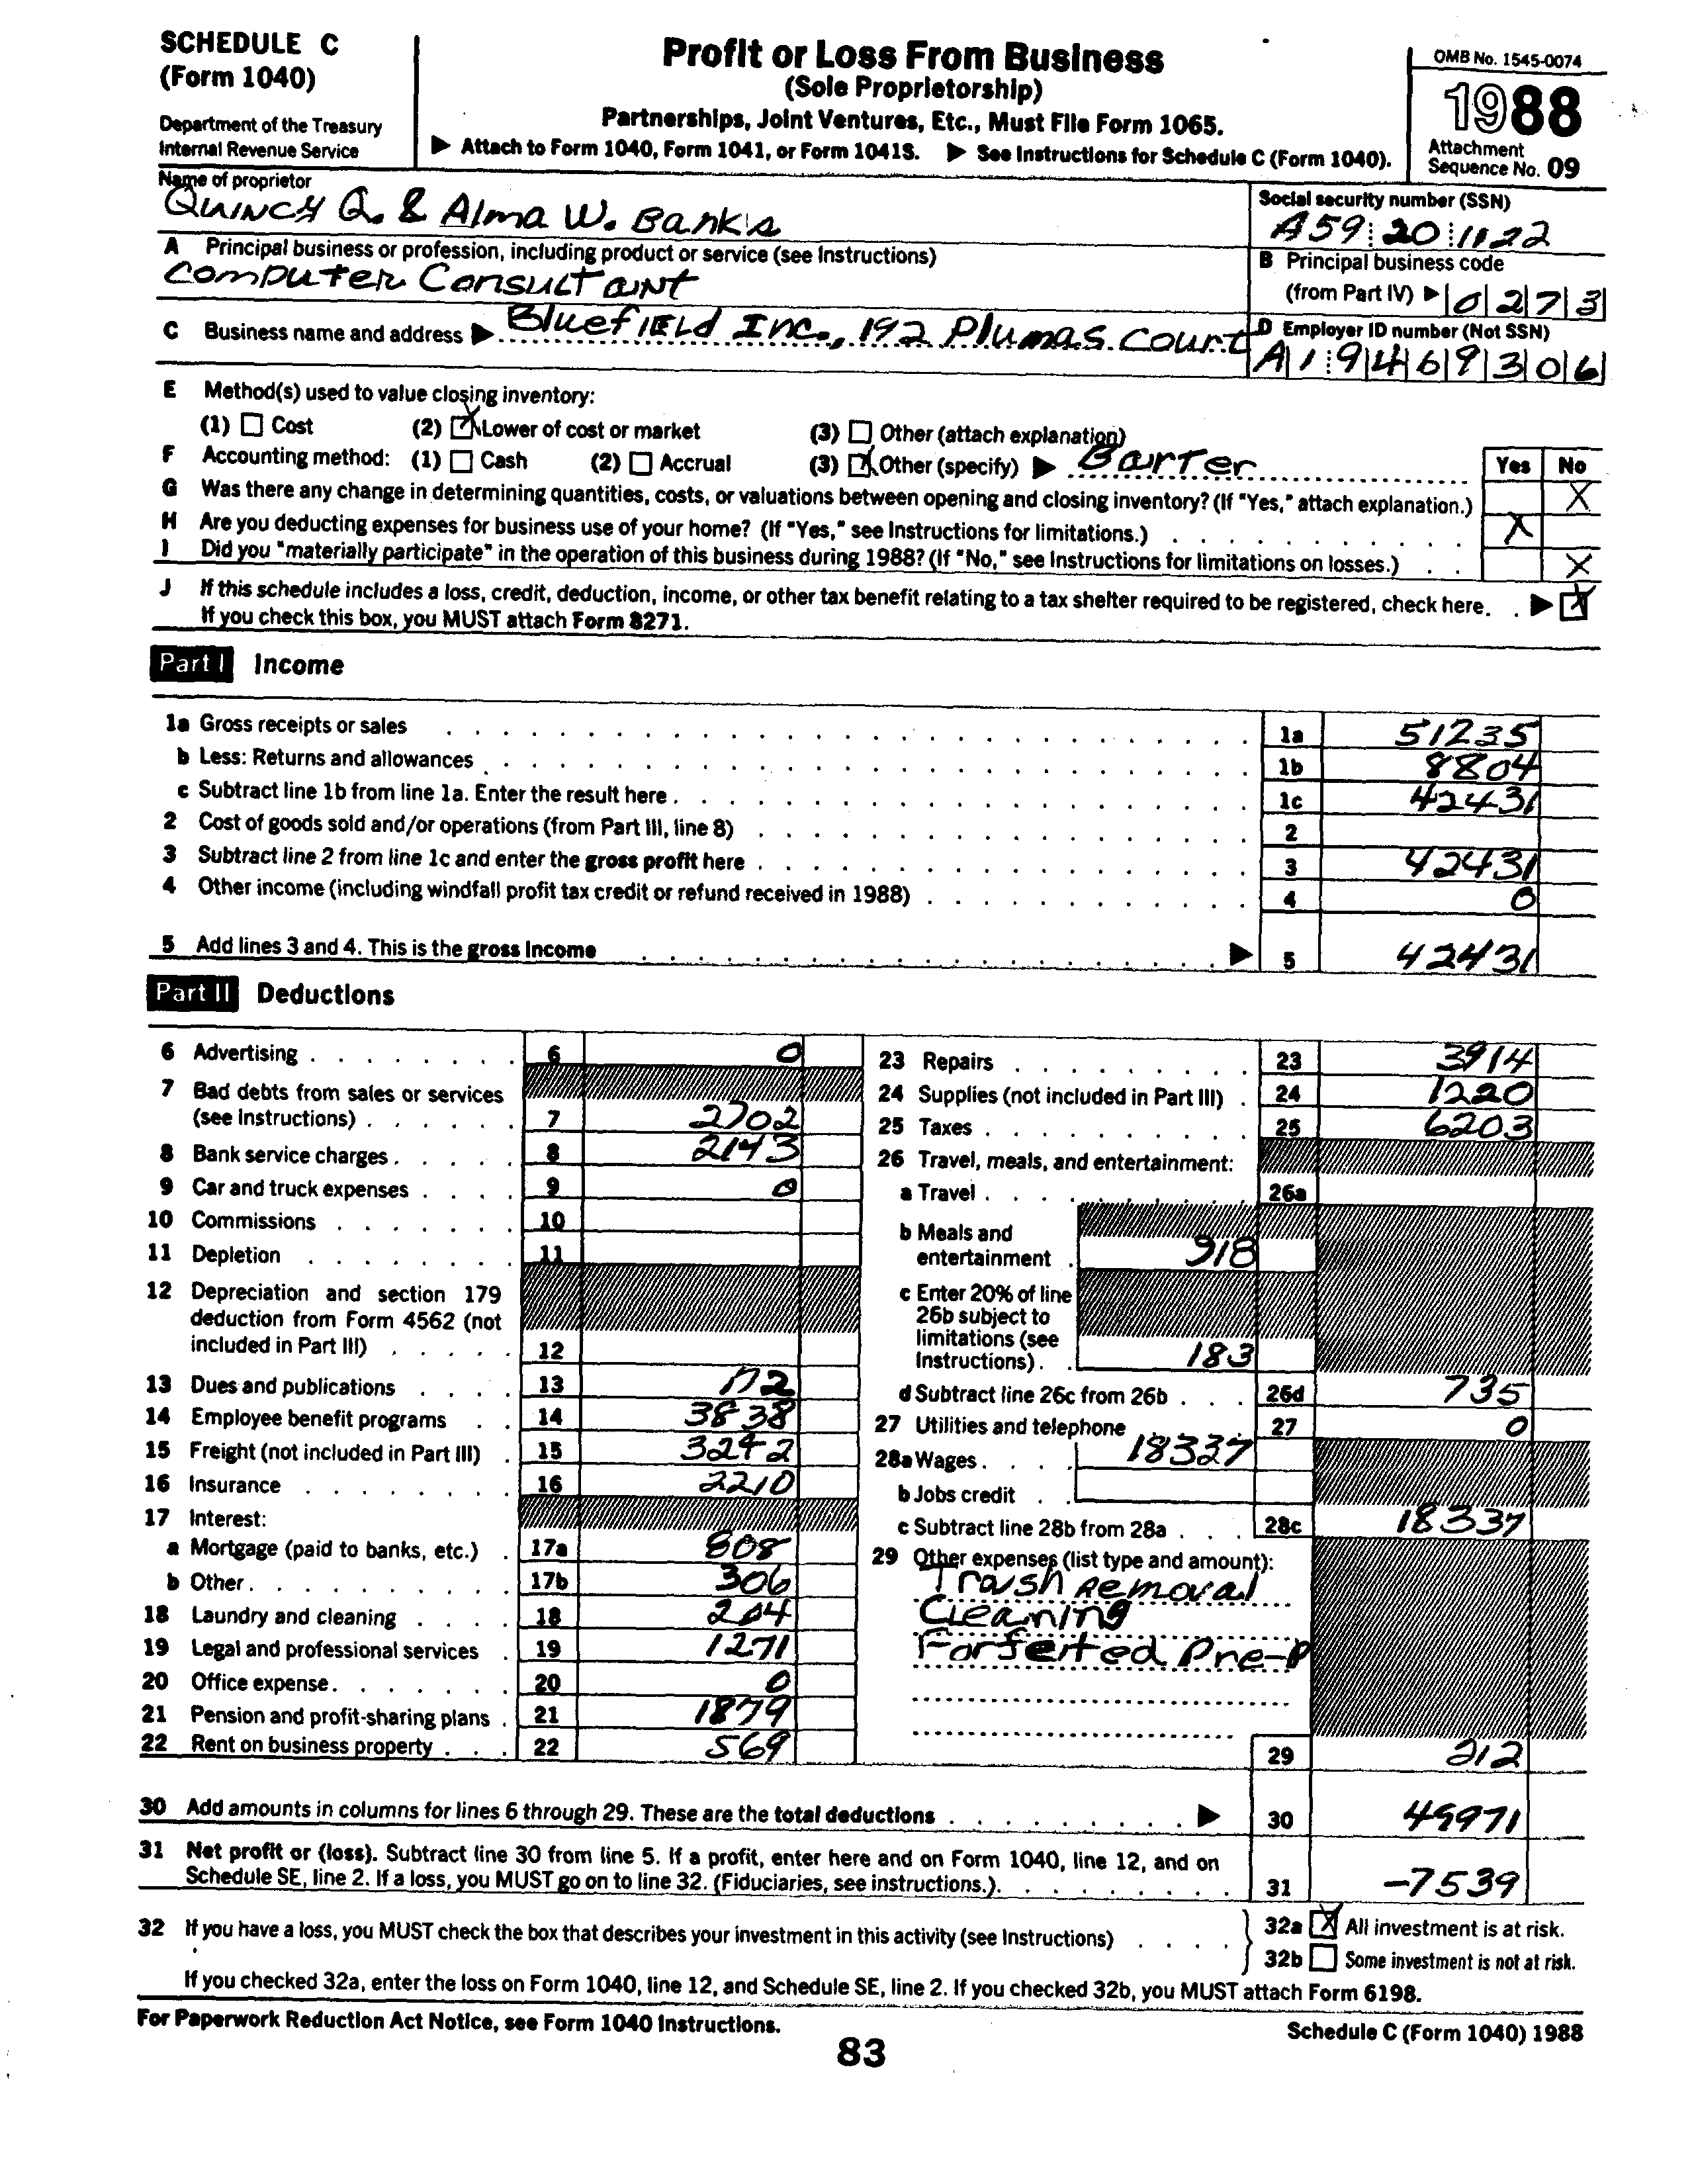 SCHEDULE C
(Form 1040)
Department of the Treasury
Internal Revenue Service
Profit or Loss From Business
(Sole Proprietorship)
Partnerships, Joint Ventures, Etc., Must File Form 1065.
▶ Attach to Form 1040, Form 1041, or Form 1041S. ▶ See Instructions for Schedule C (Form 1040).
OMB No. 1545-0074
1988
Attachment
Sequence No. 09
Name of proprietor
Quincy Q. & Alma W. Banks
Social security number (SSN)
A59 20 1122
A Principal business or profession, including product or service (see Instructions)
Computer Consultant
B Principal business code
(from Part IV) ▶ 0273
C Business name and address ▶ Bluefield Inc., 192 Plumas Court
D Employer ID number (Not SSN)
A1 9469306
E Method(s) used to value closing inventory:
(1) ☐ Cost (2) ☒ Lower of cost or market (3) ☐ Other (attach explanation)
F Accounting method: (1) ☐ Cash (2) ☐ Accrual (3) ☒ Other (specify) ▶ Barter
Yes No
G Was there any change in determining quantities, costs, or valuations between opening and closing inventory? (If "Yes," attach explanation.) X
H Are you deducting expenses for business use of your home? (If "Yes," see Instructions for limitations.) X
I Did you "materially participate" in the operation of this business during 1988? (If "No," see Instructions for limitations on losses.) X
J If this schedule includes a loss, credit, deduction, income, or other tax benefit relating to a tax shelter required to be registered, check here. ▶ ☒
If you check this box, you MUST attach Form 8271.
Part I Income
1a Gross receipts or sales 1a 51235
b Less: Returns and allowances 1b 8804
c Subtract line 1b from line 1a. Enter the result here 1c 42431
2 Cost of goods sold and/or operations (from Part III, line 8) 2
3 Subtract line 2 from line 1c and enter the gross profit here 3 42431
4 Other income (including windfall profit tax credit or refund received in 1988) 4 0
5 Add lines 3 and 4. This is the gross income ▶ 5 42431
Part II Deductions
6 Advertising 6 0
7 Bad debts from sales or services
(see Instructions) 7 2702
8 Bank service charges 8 2143
9 Car and truck expenses 9 0
10 Commissions 10
11 Depletion 11
12 Depreciation and section 179
deduction from Form 4562 (not
included in Part III) 12
13 Dues and publications 13 172
14 Employee benefit programs 14 3838
15 Freight (not included in Part III) 15 3242
16 Insurance 16 2210
17 Interest:
a Mortgage (paid to banks, etc.) 17a 808
b Other 17b 306
18 Laundry and cleaning 18 204
19 Legal and professional services 19 1271
20 Office expense 20 0
21 Pension and profit-sharing plans 21 1879
22 Rent on business property 22 569
23 Repairs 23 3914
24 Supplies (not included in Part III) 24 1220
25 Taxes 25 6203
26 Travel, meals, and entertainment:
a Travel 26a
b Meals and
entertainment 918
c Enter 20% of line
26b subject to
limitations (see
Instructions) 183
d Subtract line 26c from 26b 26d 735
27 Utilities and telephone 27 0
28a Wages 18337
b Jobs credit
c Subtract line 28b from 28a 28c 18337
29 Other expenses (list type and amount):
Trash Removal
Cleaning
Forfeited Pre-P
29 212
30 Add amounts in columns for lines 6 through 29. These are the total deductions ▶ 30 49971
31 Net profit or (loss). Subtract line 30 from line 5. If a profit, enter here and on Form 1040, line 12, and on
Schedule SE, line 2. If a loss, you MUST go on to line 32. (Fiduciaries, see instructions.) 31 -7539
32 If you have a loss, you MUST check the box that describes your investment in this activity (see Instructions)
32a ☒ All investment is at risk.
32b ☐ Some investment is not at risk.
If you checked 32a, enter the loss on Form 1040, line 12, and Schedule SE, line 2. If you checked 32b, you MUST attach Form 6198.
For Paperwork Reduction Act Notice, see Form 1040 Instructions.
Schedule C (Form 1040) 1988
83